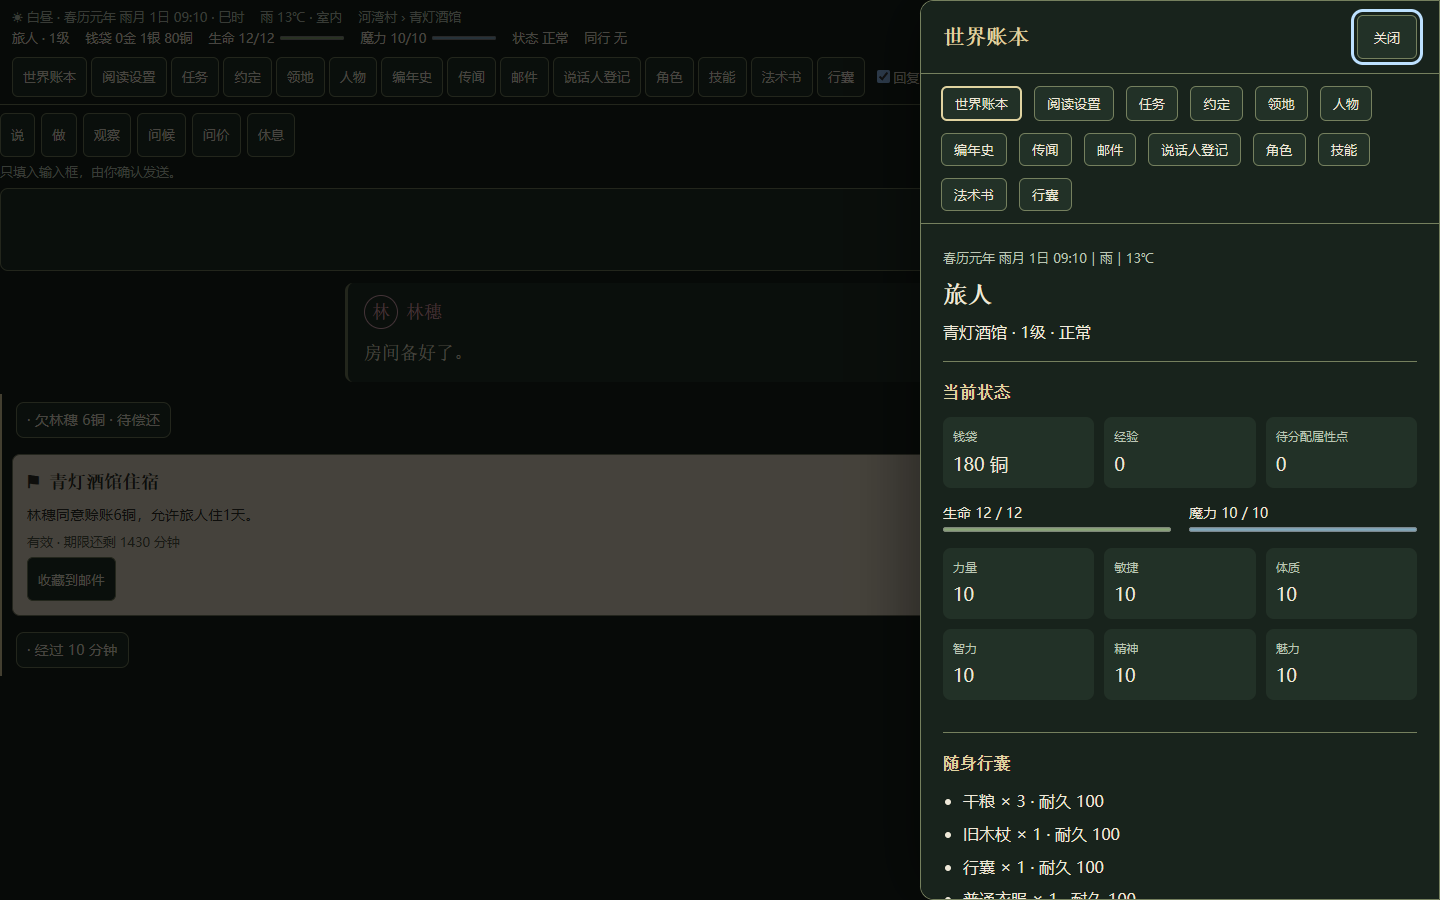 ☀ 白昼 · 春历元年 雨月 1日 09:10 · 巳时 雨 13℃ · 室内 河湾村 › 青灯酒馆
旅人 · 1级 钱袋 0金 1银 80铜 生命 12/12 魔力 10/10 状态 正常 同行 无
世界账本 阅读设置 任务 约定 领地 人物 编年史 传闻 邮件 说话人登记 角色 技能 法术书 行囊 回复
说 做 观察 问候 问价 休息
只填入输入框，由你确认发送。
林 林穗
房间备好了。
· 欠林穗 6铜 · 待偿还
⚑ 青灯酒馆住宿
林穗同意赊账6铜，允许旅人住1天。
有效 · 期限还剩 1430 分钟
收藏到邮件
· 经过 10 分钟
世界账本
关闭
世界账本 阅读设置 任务 约定 领地 人物
编年史 传闻 邮件 说话人登记 角色 技能
法术书 行囊
春历元年 雨月 1日 09:10 | 雨 | 13℃
旅人
青灯酒馆 · 1级 · 正常
当前状态
钱袋 经验 待分配属性点
180 铜 0 0
生命 12 / 12 魔力 10 / 10
力量 敏捷 体质
10 10 10
智力 精神 魅力
10 10 10
随身行囊
• 干粮 × 3 · 耐久 100
• 旧木杖 × 1 · 耐久 100
• 行囊 × 1 · 耐久 100
• 普通衣服 × 1 · 耐久 100